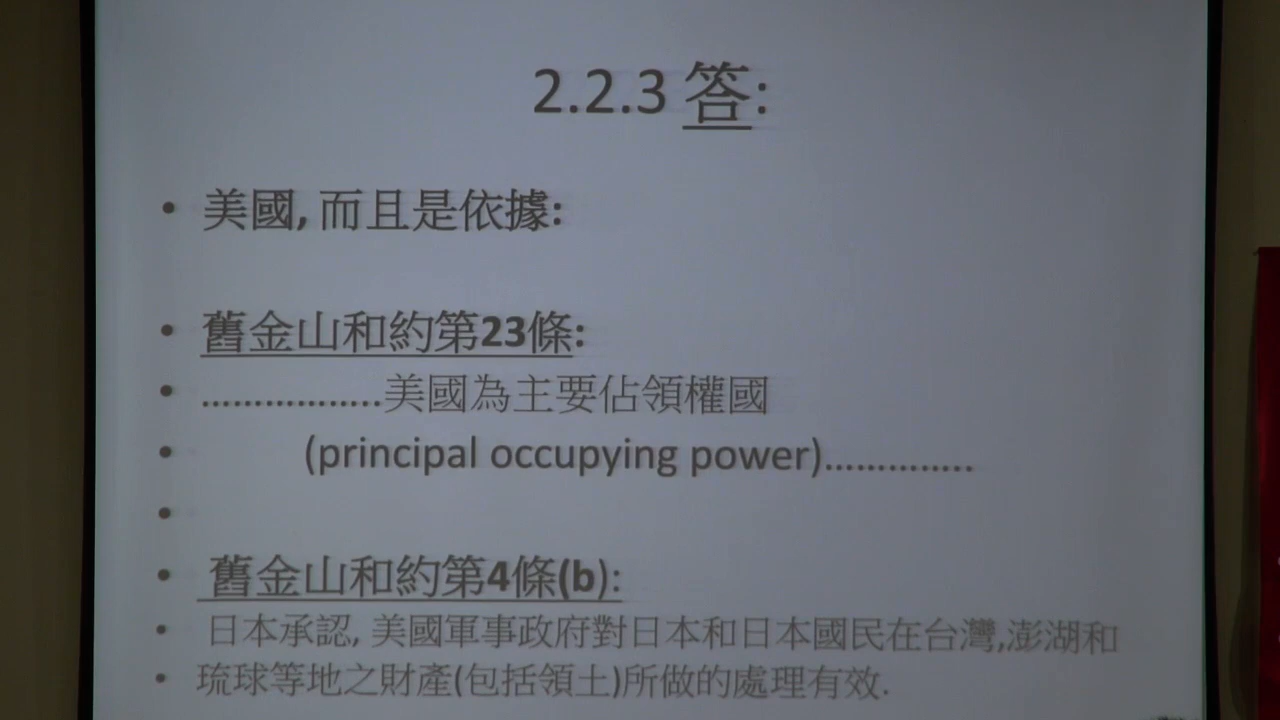 2.2.3 答:
• 美國, 而且是依據:
• 舊金山和約第23條:
• ……………..美國為主要佔領權國
• (principal occupying power)…………..
•
• 舊金山和約第4條(b):
• 日本承認, 美國軍事政府對日本和日本國民在台灣,澎湖和
• 琉球等地之財產(包括領土)所做的處理有效.